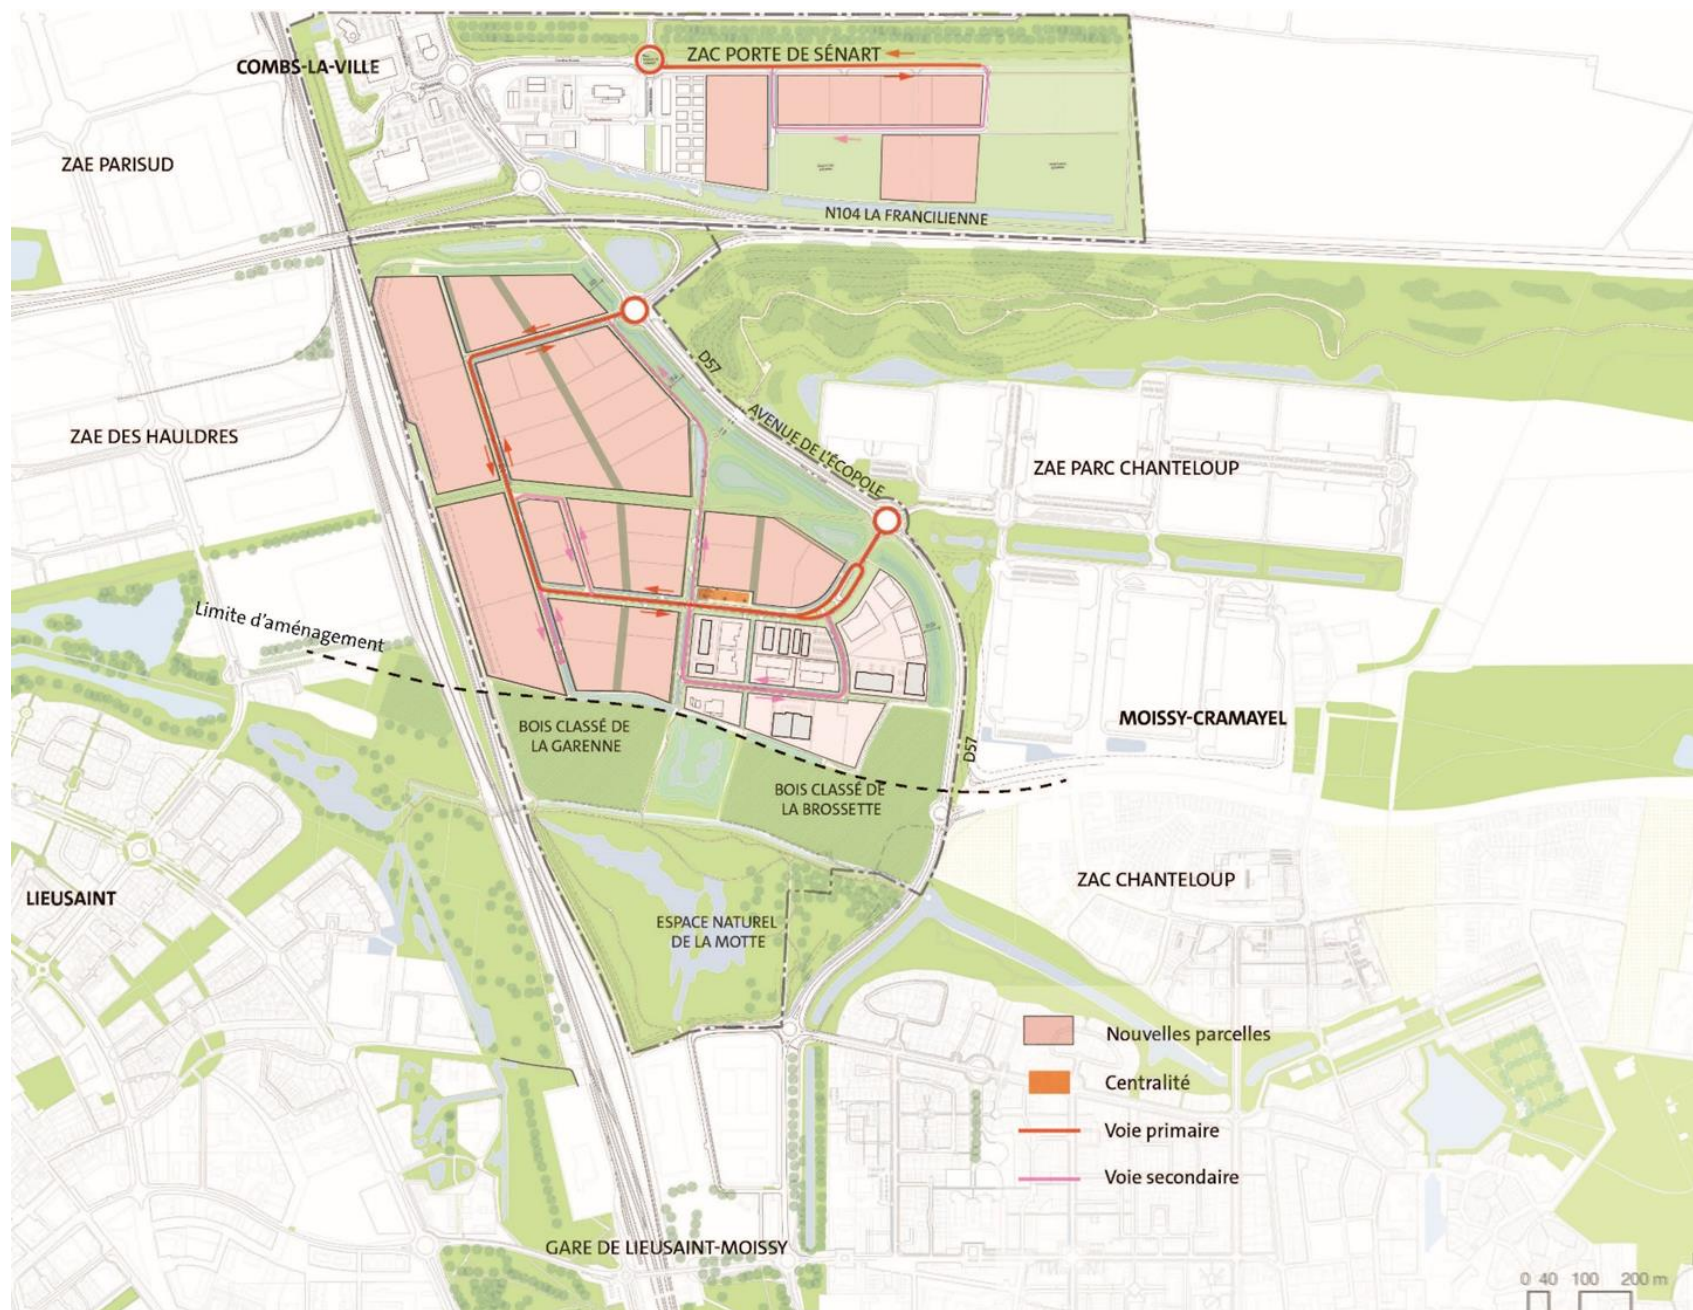 COMBS-LA-VILLE
ZAC PORTE DE SÉNART
ZAE PARISUD
N104 LA FRANCILIENNE
D57
AVENUE DE L'ÉCOPOLE
ZAE DES HAULDRES
ZAE PARC CHANTELOUP
Limite d'aménagement
BOIS CLASSÉ DE
LA GARENNE
MOISSY-CRAMAYEL
D57
BOIS CLASSÉ DE
LA BROSSETTE
ZAC CHANTELOUP
LIEUSAINT
ESPACE NATUREL
DE LA MOTTE
Nouvelles parcelles
Centralité
Voie primaire
Voie secondaire
GARE DE LIEUSAINT-MOISSY
0 40 100 200 m